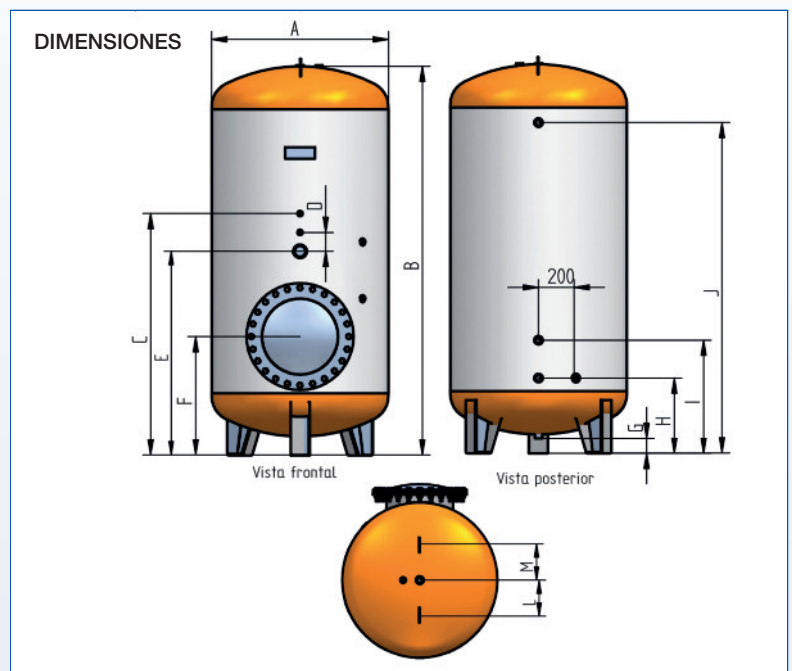 DIMENSIONES
A
B
C
D
E
F
Vista frontal
200
J
I
H
G
Vista posterior
M
L